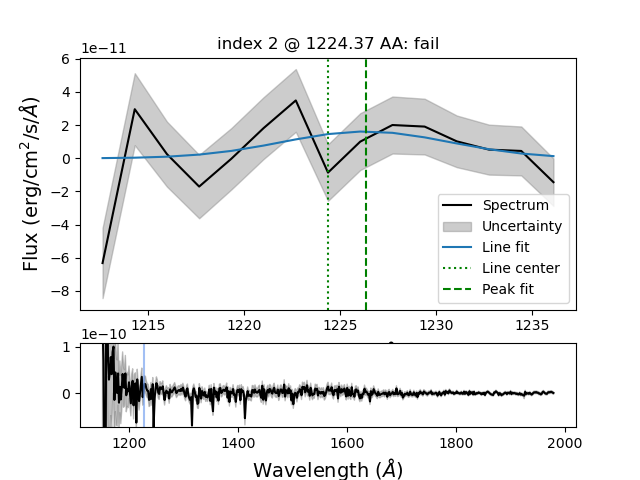 index 2 @ 1224.37 AA: fail
1e−11
6
4
2
0
−2
−4
−6
−8
Flux (erg/cm²/s/Å)
Spectrum
Uncertainty
Line fit
Line center
Peak fit
1215 1220 1225 1230 1235
1e−10
1
0
1200 1400 1600 1800 2000
Wavelength (Å)